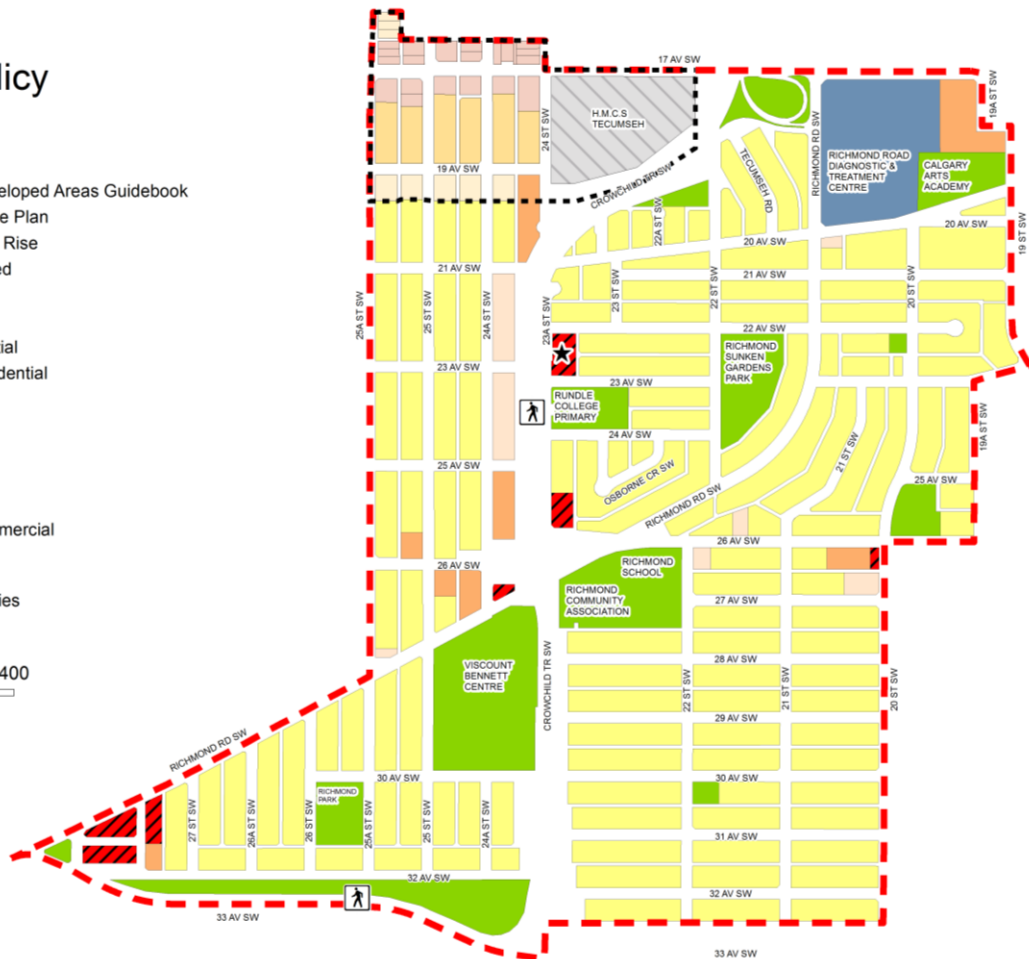 licy
eloped Areas Guidebook
e Plan
Rise
ed
tial
dential
mercial
ies
400
17 AV SW
19A ST SW
H.M.C.S
TECUMSEH
24 ST SW
RICHMOND RD SW
RICHMOND ROAD
DIAGNOSTIC &
TREATMENT
CENTRE
CALGARY
ARTS
ACADEMY
TECUMSEH RD
19 AV SW
CROWCHILD TR SW
22A ST SW
20 AV SW
20 AV SW
19 ST SW
21 AV SW
21 AV SW
25A ST SW
25 ST SW
24A ST SW
23A ST SW
23 ST SW
22 ST SW
20 ST SW
22 AV SW
RICHMOND
SUNKEN
GARDENS
PARK
23 AV SW
23 AV SW
RUNDLE
COLLEGE
PRIMARY
24 AV SW
19A ST SW
21 ST SW
25 AV SW
25 AV SW
OSBORNE CR SW
RICHMOND RD SW
26 AV SW
26 AV SW
RICHMOND
SCHOOL
RICHMOND
COMMUNITY
ASSOCIATION
27 AV SW
28 AV SW
VISCOUNT
BENNETT
CENTRE
CROWCHILD TR SW
22 ST SW
21 ST SW
20 ST SW
29 AV SW
RICHMOND RD SW
30 AV SW
30 AV SW
RICHMOND
PARK
27 ST SW
26A ST SW
26 ST SW
25A ST SW
25 ST SW
24A ST SW
31 AV SW
32 AV SW
32 AV SW
33 AV SW
33 AV SW